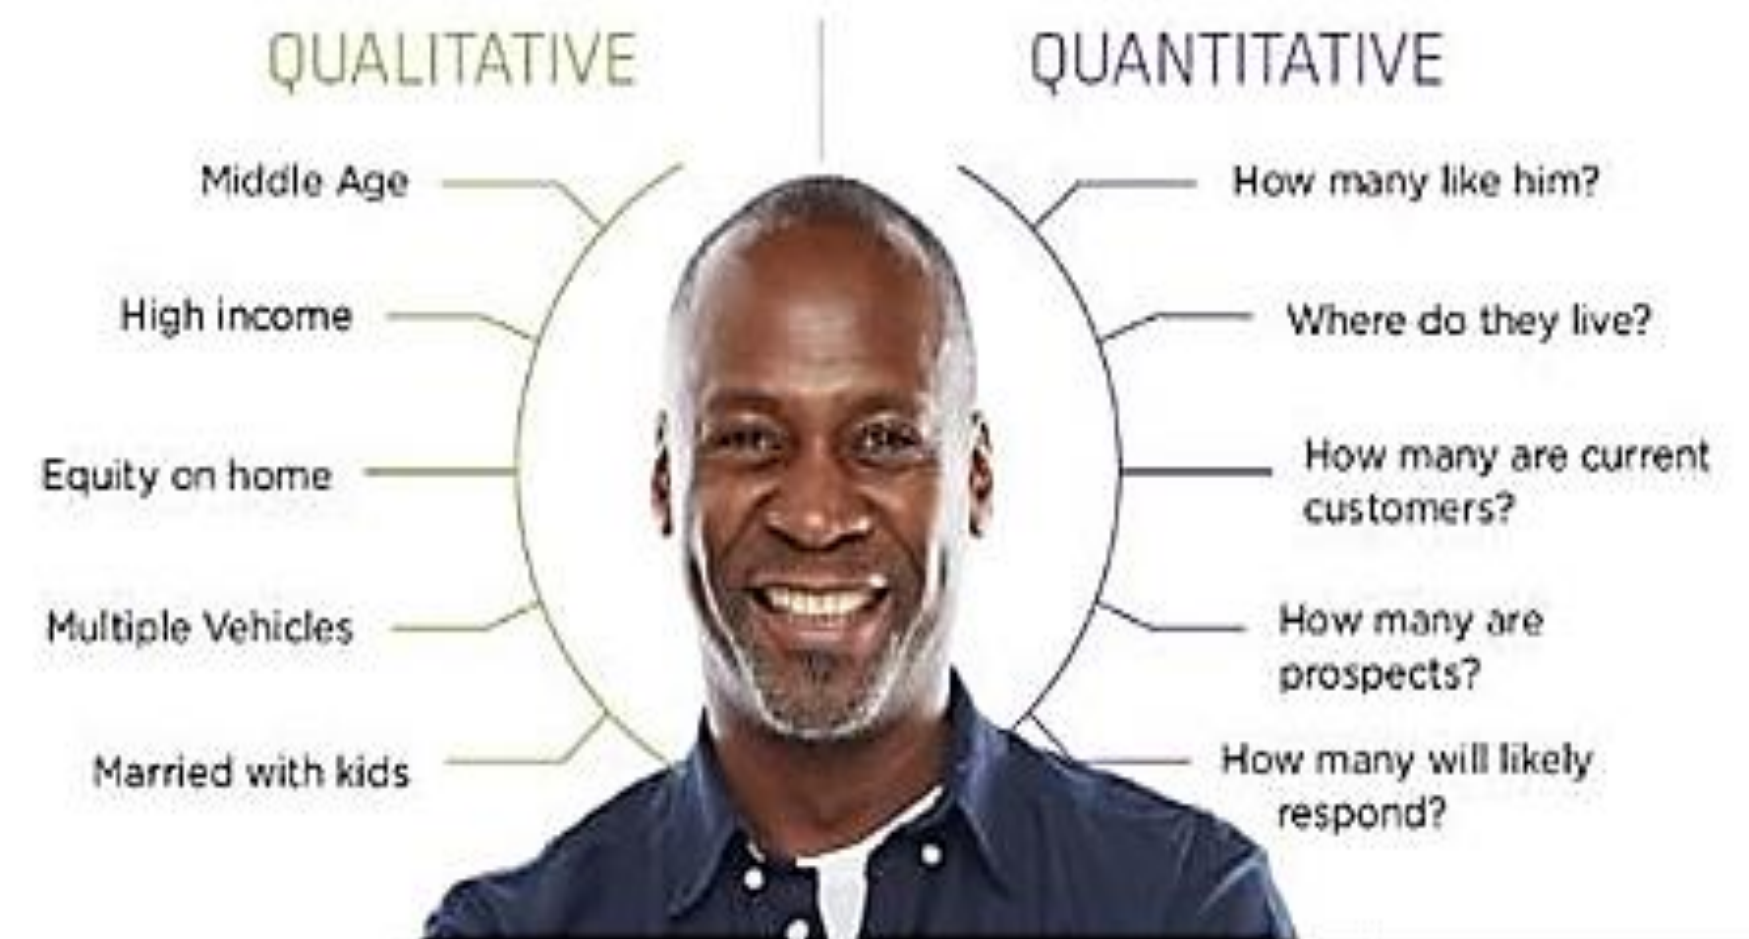 QUALITATIVE
QUANTITATIVE
Middle Age
High income
Equity on home
Multiple Vehicles
Married with kids
How many like him?
Where do they live?
How many are current
customers?
How many are
prospects?
How many will likely
respond?